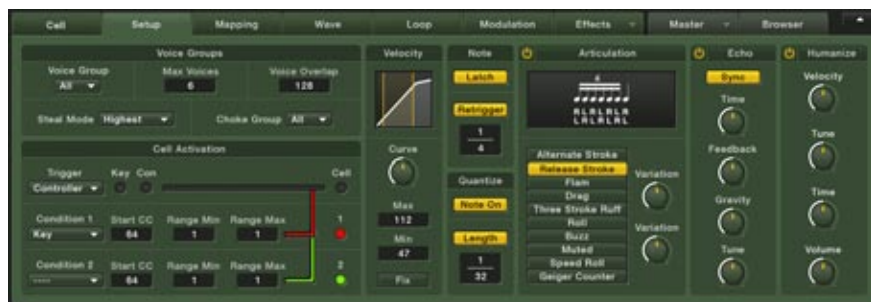 Cell Setup Mapping Wave Loop Modulation Effects Master Browser
Voice Groups
Voice Group Max Voices Voice Overlap
All 6 128
Steal Mode Highest Choke Group All
Cell Activation
Trigger Key Con Cell
Controller
Condition 1 Start CC Range Min Range Max 1
Key 64 1 1
Condition 2 Start CC Range Min Range Max 2
---- 64 1 1
Velocity
Curve
Max
112
Min
47
Fix
Note
Latch
Retrigger
1
4
Quantize
Note On
Length
1
32
Articulation
4
RLRLRLR
LRLRLRL
Alternate Stroke
Release Stroke
Flam
Drag
Three Stroke Ruff
Roll
Buzz
Muted
Speed Roll
Geiger Counter
Variation
Variation
Echo
Sync
Time
Feedback
Gravity
Tune
Humanize
Velocity
Tune
Time
Volume